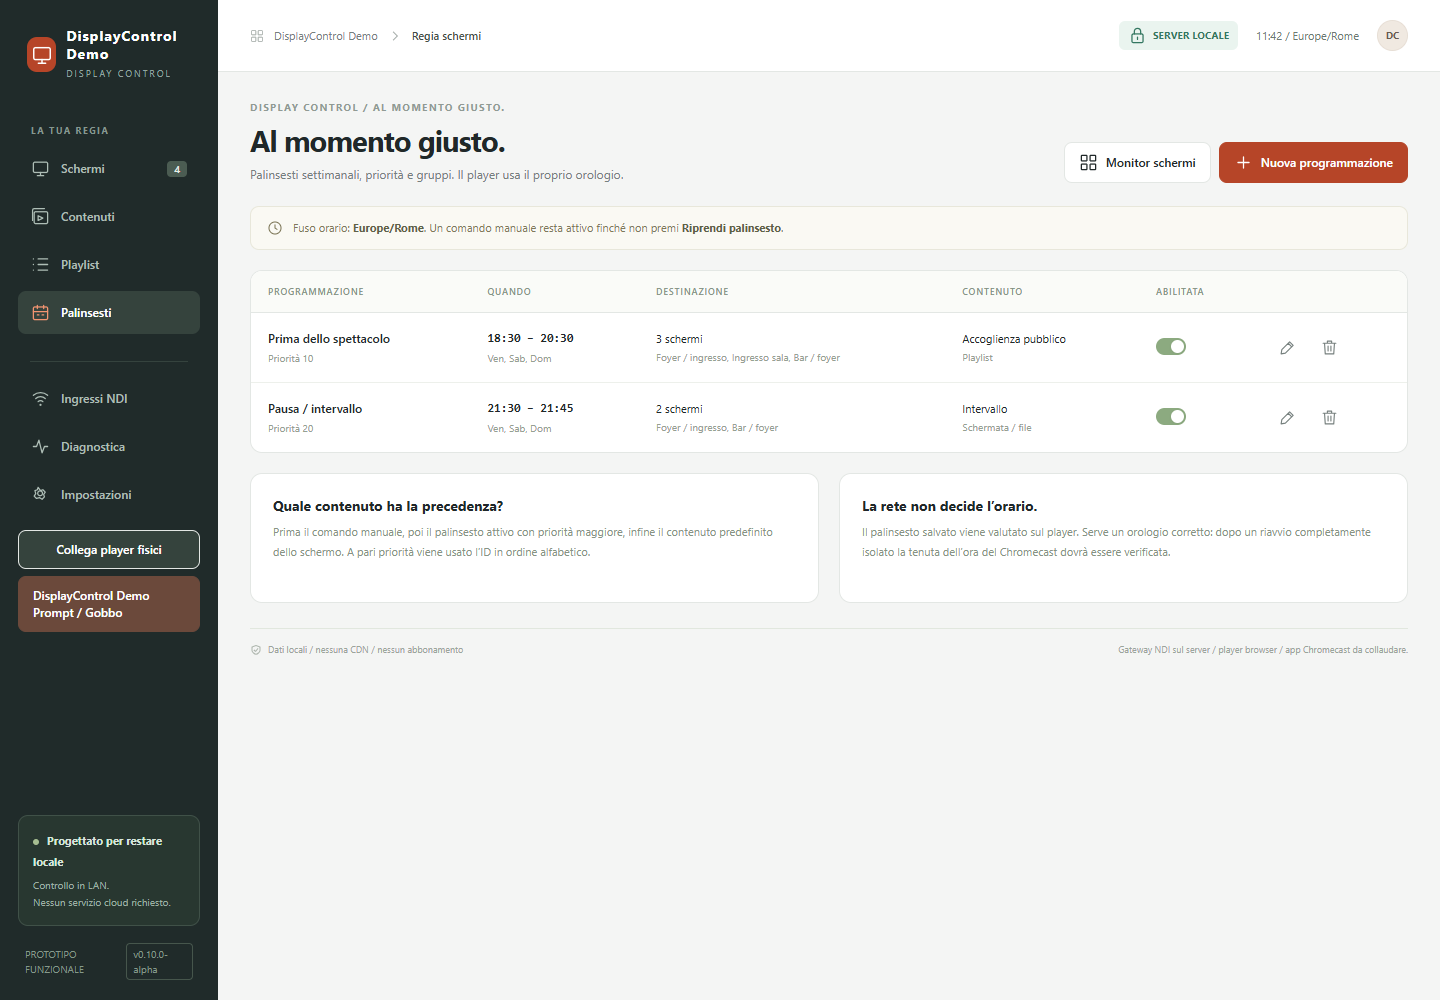 DisplayControl
Demo
DISPLAY CONTROL
LA TUA REGIA
Schermi
4
Contenuti
Playlist
Palinsesti
Ingressi NDI
Diagnostica
Impostazioni
Collega player fisici
DisplayControl Demo
Prompt / Gobbo
Progettato per restare
locale
Controllo in LAN.
Nessun servizio cloud richiesto.
PROTOTIPO
FUNZIONALE
v0.10.0-
alpha
DisplayControl Demo > Regia schermi
SERVER LOCALE
11:42 / Europe/Rome
DC
DISPLAY CONTROL / AL MOMENTO GIUSTO.
Al momento giusto.
Palinsesti settimanali, priorità e gruppi. Il player usa il proprio orologio.
Monitor schermi
Nuova programmazione
Fuso orario: Europe/Rome. Un comando manuale resta attivo finché non premi Riprendi palinsesto.
PROGRAMMAZIONE QUANDO DESTINAZIONE CONTENUTO ABILITATA
Prima dello spettacolo 18:30 – 20:30 3 schermi Accoglienza pubblico
Priorità 10 Ven, Sab, Dom Foyer / ingresso, Ingresso sala, Bar / foyer Playlist
Pausa / intervallo 21:30 – 21:45 2 schermi Intervallo
Priorità 20 Ven, Sab, Dom Foyer / ingresso, Bar / foyer Schermata / file
Quale contenuto ha la precedenza?
Prima il comando manuale, poi il palinsesto attivo con priorità maggiore, infine il contenuto predefinito
dello schermo. A pari priorità viene usato l’ID in ordine alfabetico.
La rete non decide l’orario.
Il palinsesto salvato viene valutato sul player. Serve un orologio corretto: dopo un riavvio completamente
isolato la tenuta dell’ora del Chromecast dovrà essere verificata.
Dati locali / nessuna CDN / nessun abbonamento
Gateway NDI sul server / player browser / app Chromecast da collaudare.